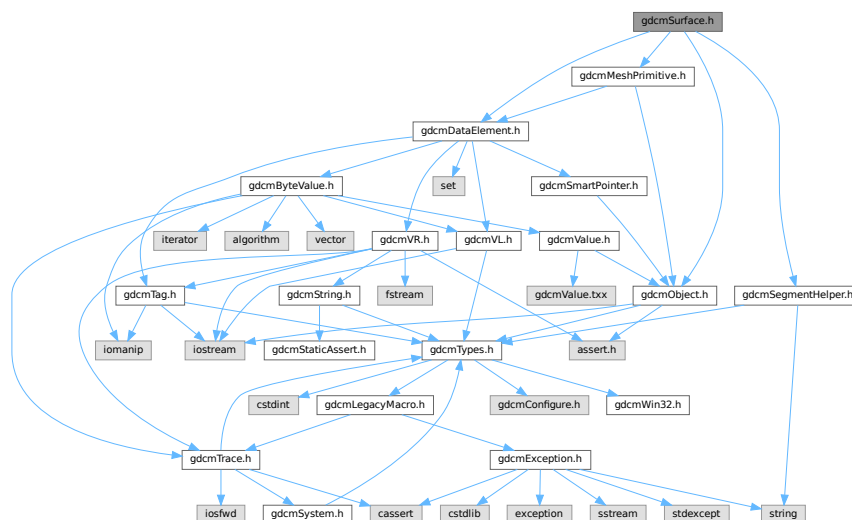 gdcmSurface.h
gdcmMeshPrimitive.h
gdcmDataElement.h
gdcmByteValue.h
set
gdcmSmartPointer.h
iterator
algorithm
vector
gdcmVR.h
gdcmVL.h
gdcmValue.h
gdcmTag.h
gdcmString.h
fstream
gdcmValue.txx
gdcmObject.h
gdcmSegmentHelper.h
iomanip
iostream
gdcmStaticAssert.h
gdcmTypes.h
assert.h
cstdint
gdcmLegacyMacro.h
gdcmConfigure.h
gdcmWin32.h
gdcmTrace.h
gdcmException.h
iosfwd
gdcmSystem.h
cassert
cstdlib
exception
sstream
stdexcept
string